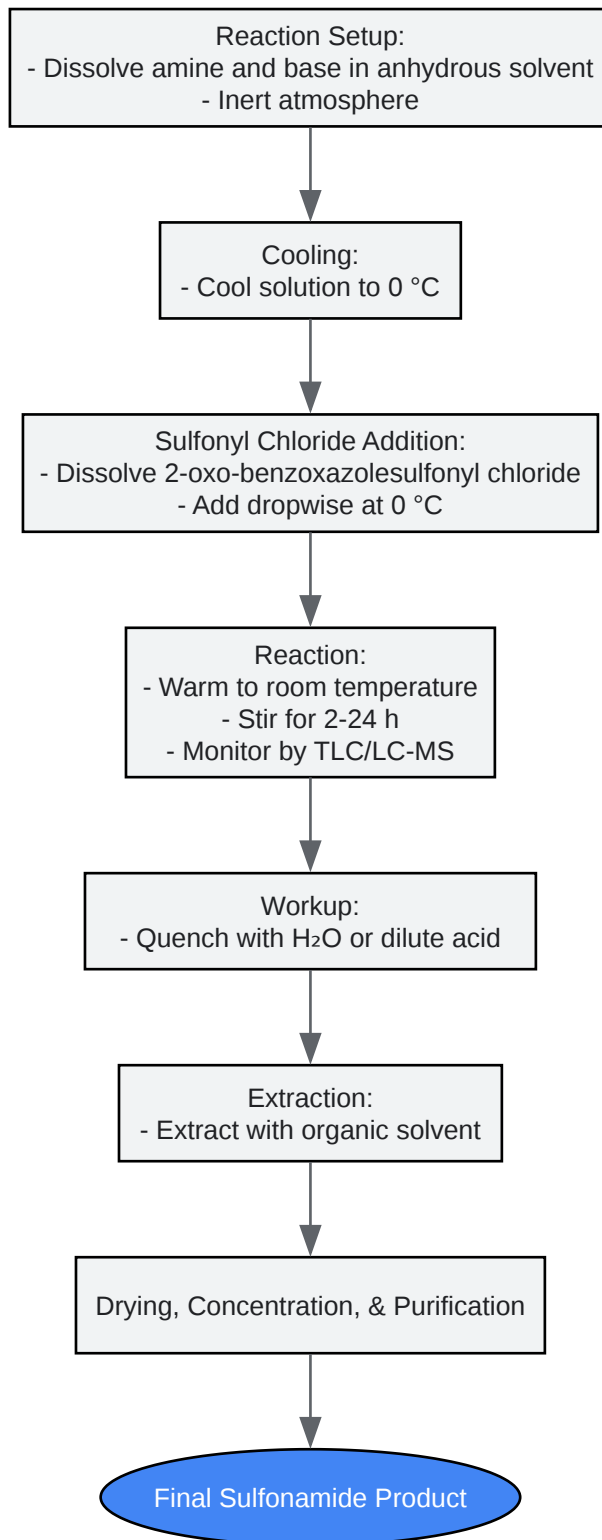 Reaction Setup:
- Dissolve amine and base in anhydrous solvent
- Inert atmosphere
Cooling:
- Cool solution to 0 °C
Sulfonyl Chloride Addition:
- Dissolve 2-oxo-benzoxazolesulfonyl chloride
- Add dropwise at 0 °C
Reaction:
- Warm to room temperature
- Stir for 2-24 h
- Monitor by TLC/LC-MS
Workup:
- Quench with H₂O or dilute acid
Extraction:
- Extract with organic solvent
Drying, Concentration, & Purification
Final Sulfonamide Product